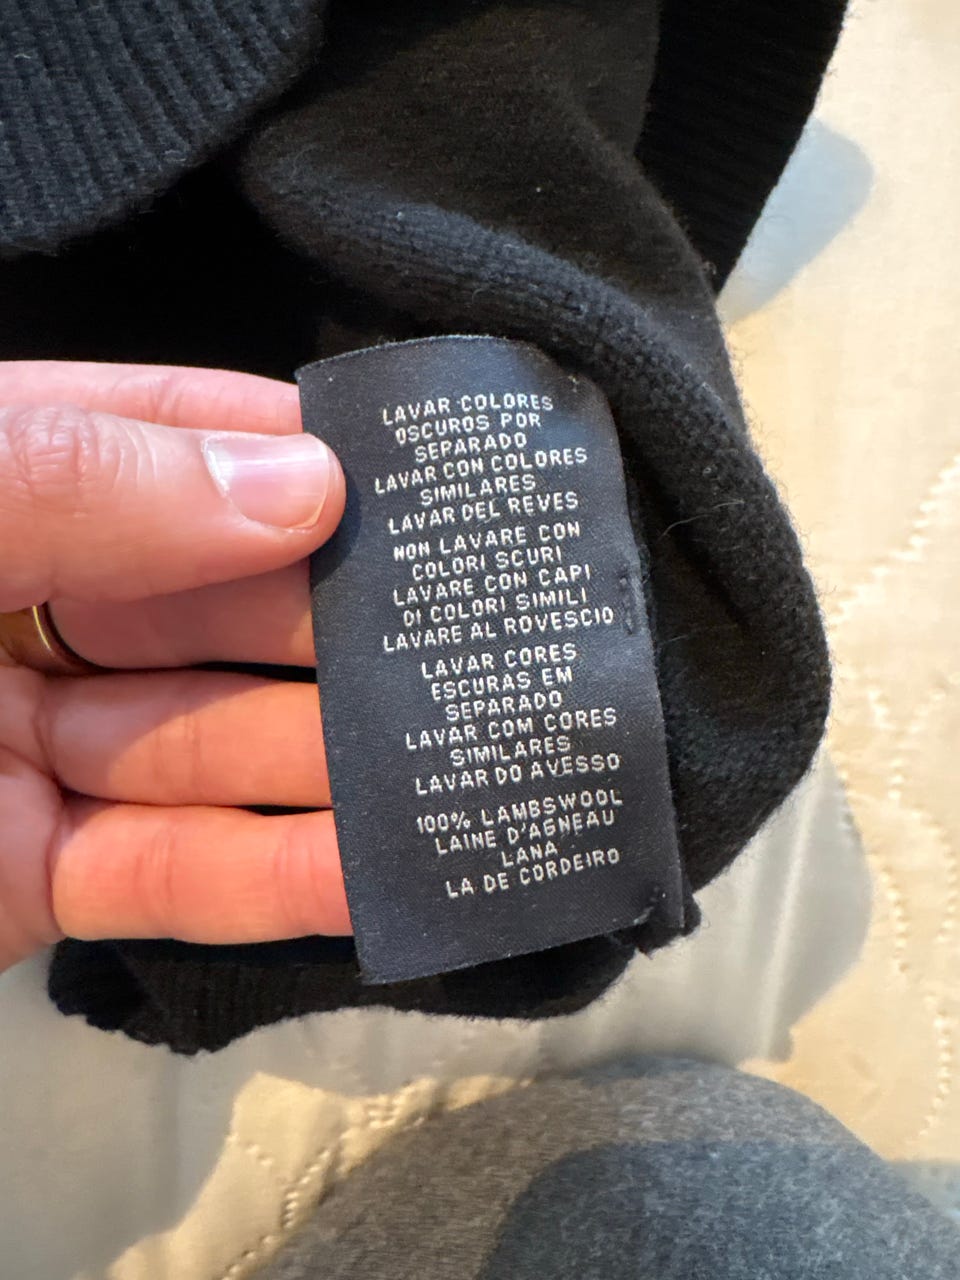 LAVAR COLORES
OSCUROS POR
SEPARADO
LAVAR CON COLORES
SIMILARES
LAVAR DEL REVES
NON LAVARE CON
COLORI SCURI
LAVARE CON CAPI
DI COLORI SIMILI
LAVARE AL ROVESCIO
LAVAR CORES
ESCURAS EM
SEPARADO
LAVAR COM CORES
SIMILARES
LAVAR DO AVESSO
100% LAMBSWOOL
LAINE D'AGNEAU
LANA
LA DE CORDEIRO